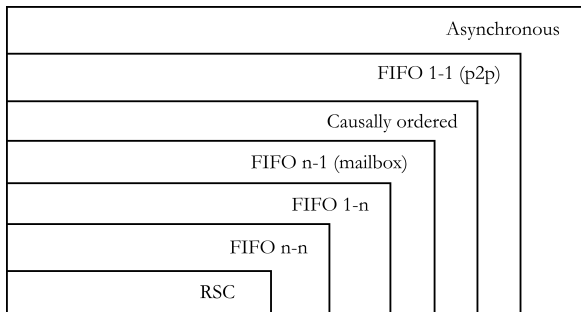 Asynchronous
FIFO 1-1 (p2p)
Causally ordered
FIFO n-1 (mailbox)
FIFO 1-n
FIFO n-n
RSC